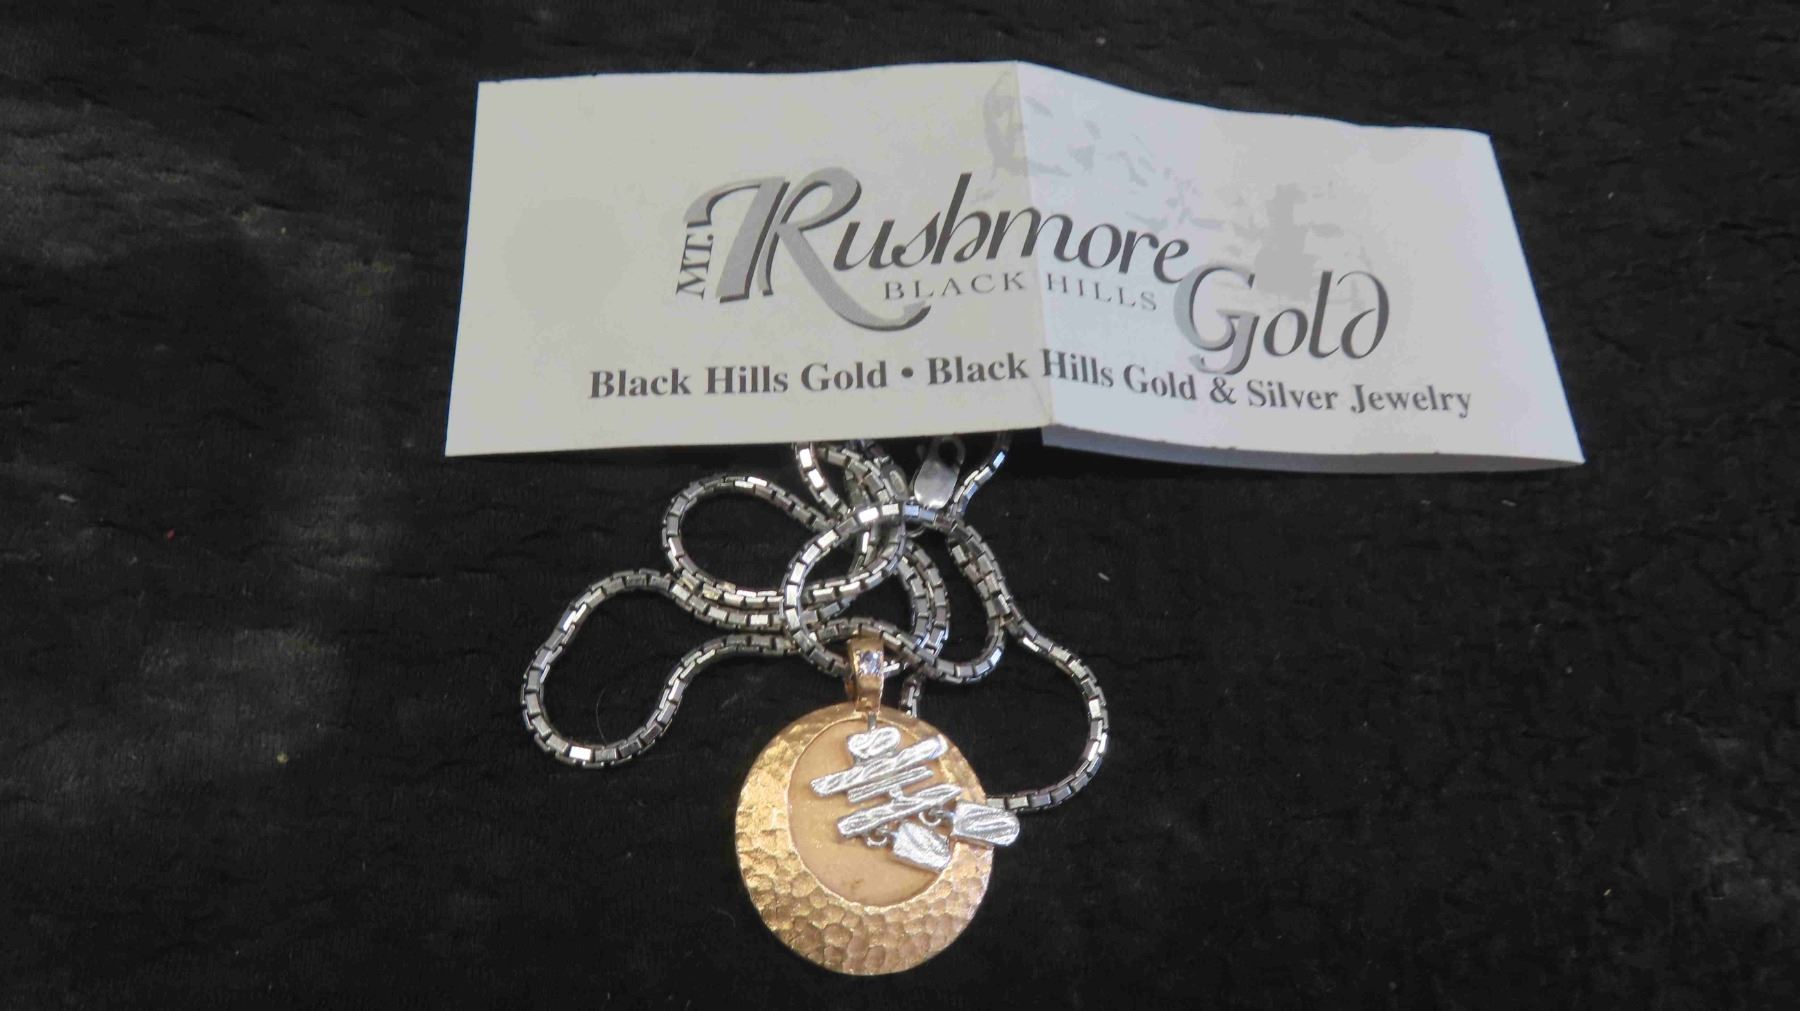 MT. Rushmore
BLACK HILLS
Gold
Black Hills Gold • Black Hills Gold & Silver Jewelry